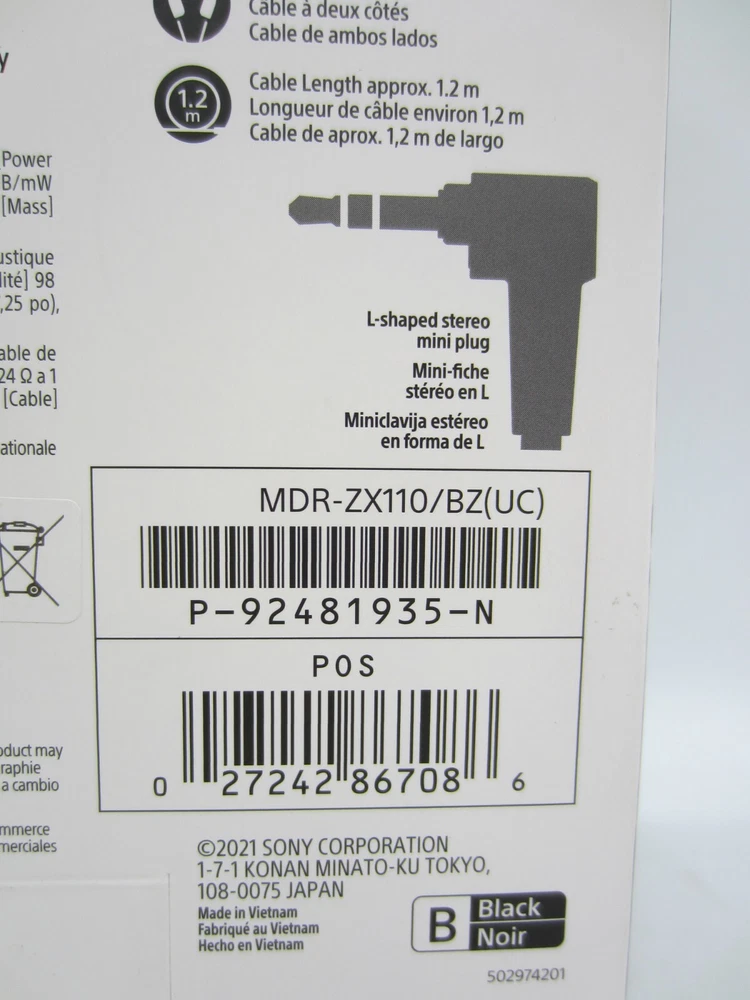 Cable à deux côtés
Cable de ambos lados
y
1.2
m
Cable Length approx. 1.2 m
Longueur de câble environ 1,2 m
Cable de aprox. 1,2 m de largo
Power
B/mW
[Mass]
ustique
lité] 98
,25 po),
able de
24 Ω a 1
[Cable]
ationale
L-shaped stereo
mini plug
Mini-fiche
stéréo en L
Miniclavija estéreo
en forma de L
MDR-ZX110/BZ(UC)
P-92481935-N
POS
0 27242 86708 6
oduct may
raphie
a cambio
mmerce
merciales
©2021 SONY CORPORATION
1-7-1 KONAN MINATO-KU TOKYO,
108-0075 JAPAN
Made in Vietnam
Fabriqué au Vietnam
Hecho en Vietnam
B Black
Noir
502974201